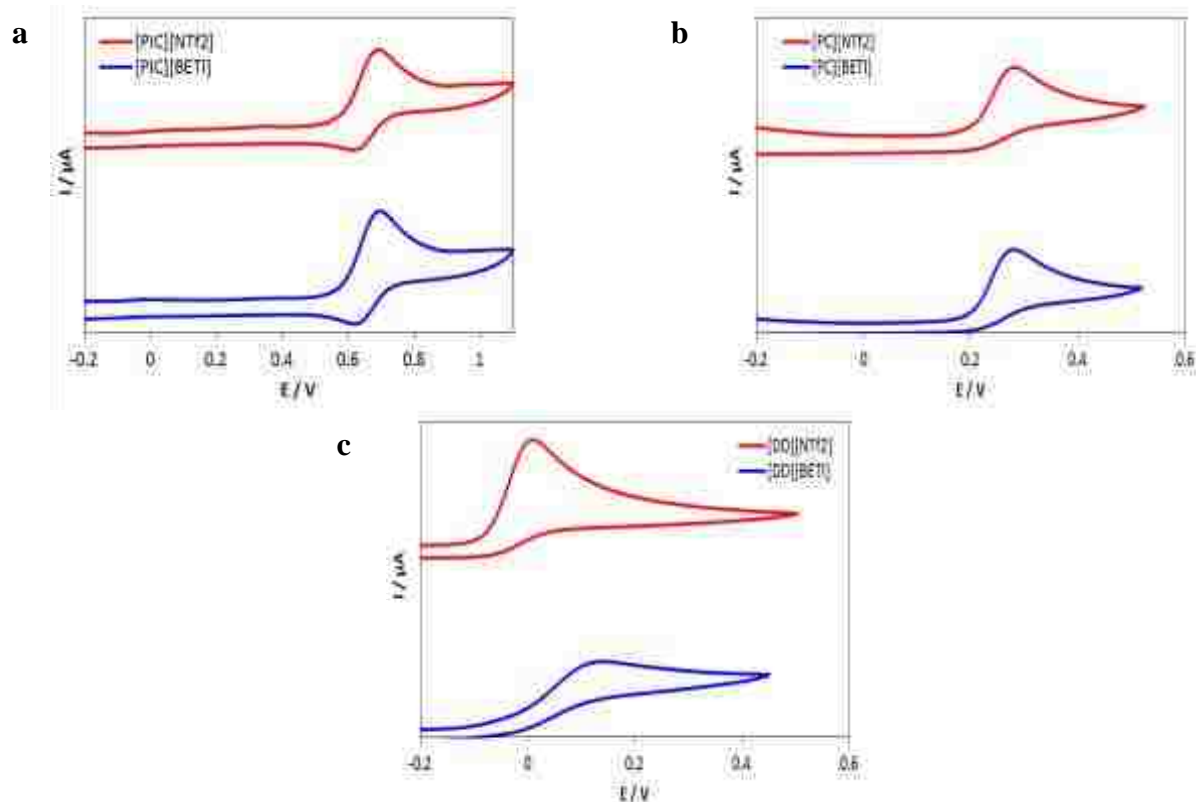 a
[PIC][NTf2]
[PIC][BETI]
I / µA
-0.2 0 0.2 0.4 0.6 0.8 1
E / V
b
[PC][NTf2]
[PC][BETI]
I / µA
-0.2 0 0.2 0.4 0.6
E / V
c
[DD][NTf2]
[DD][BETI]
I / µA
-0.2 0 0.2 0.4 0.6
E / V